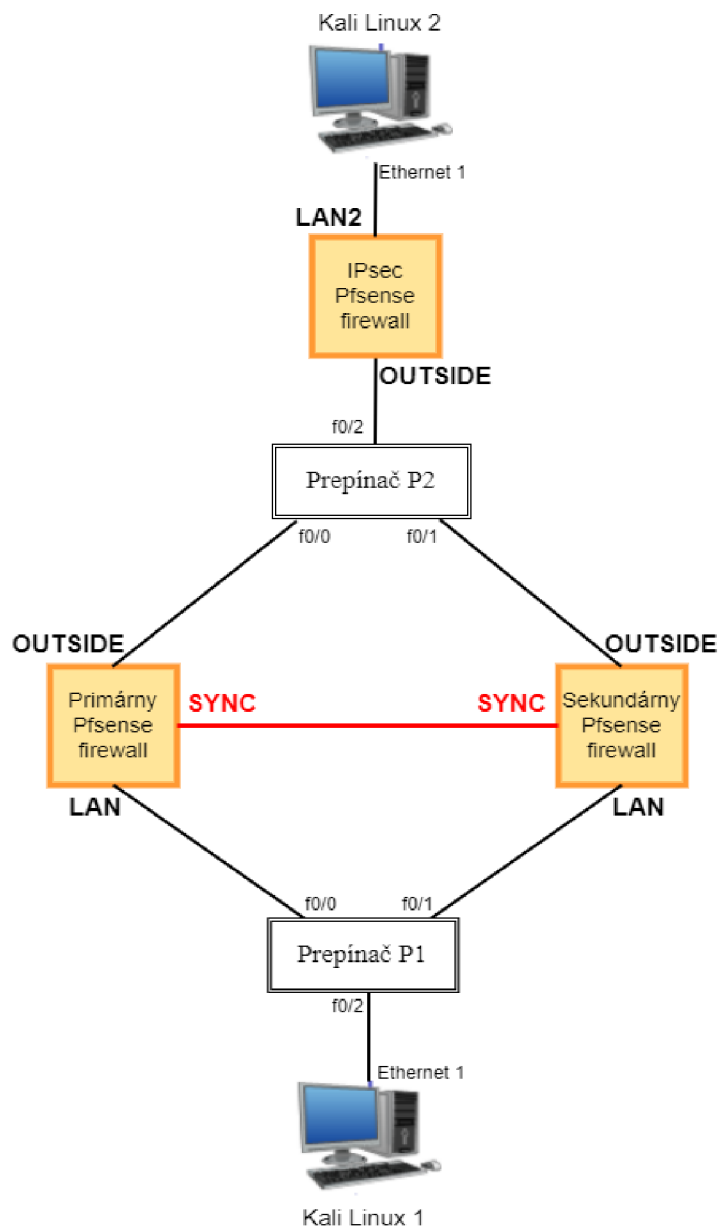 Kali Linux 2
Ethernet 1
LAN2
IPsec
Pfsense
firewall
OUTSIDE
f0/2
Prepínač P2
f0/0
f0/1
OUTSIDE
OUTSIDE
Primárny
Pfsense
firewall
SYNC
SYNC
Sekundárny
Pfsense
firewall
LAN
LAN
f0/0
f0/1
Prepínač P1
f0/2
Ethernet 1
Kali Linux 1